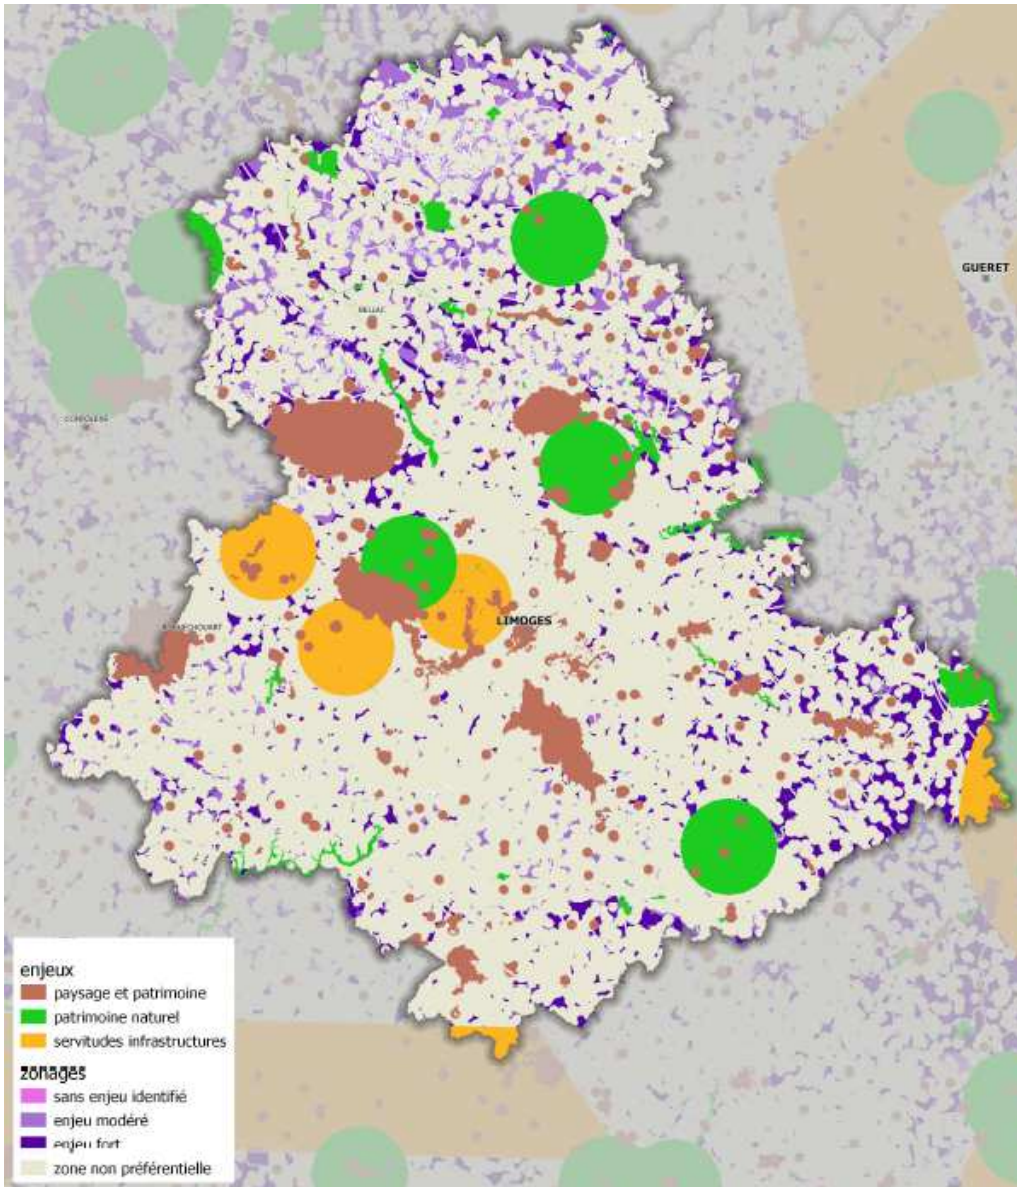 GUERET
BELLAC
LIMOGES
enjeux
paysage et patrimoine
patrimoine naturel
servitudes infrastructures
zonages
sans enjeu identifié
enjeu modéré
enjeu fort
zone non préférentielle